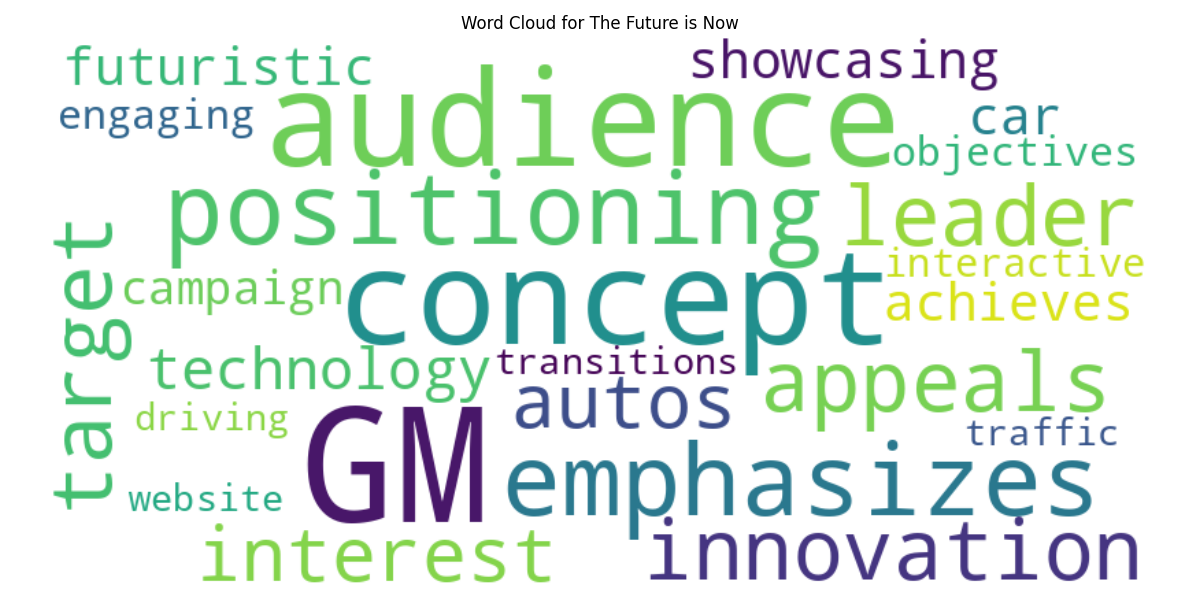 Word Cloud for The Future is Now
futuristic
showcasing
engaging
audience
car
objectives
positioning
leader
target
campaign
concept
interactive
achieves
technology
transitions
autos
appeals
driving
GM
traffic
emphasizes
website
interest
innovation